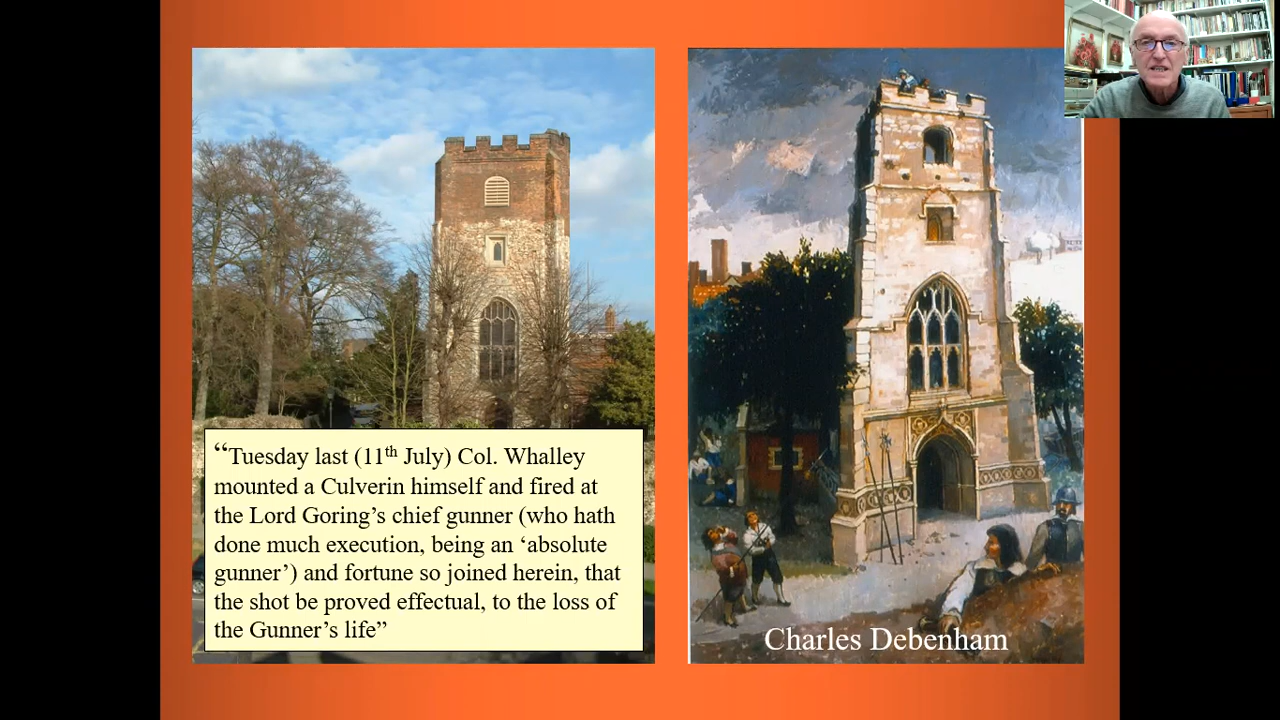 “Tuesday last (11th July) Col. Whalley
mounted a Culverin himself and fired at
the Lord Goring’s chief gunner (who hath
done much execution, being an ‘absolute
gunner’) and fortune so joined herein, that
the shot be proved effectual, to the loss of
the Gunner’s life”
Charles Debenham